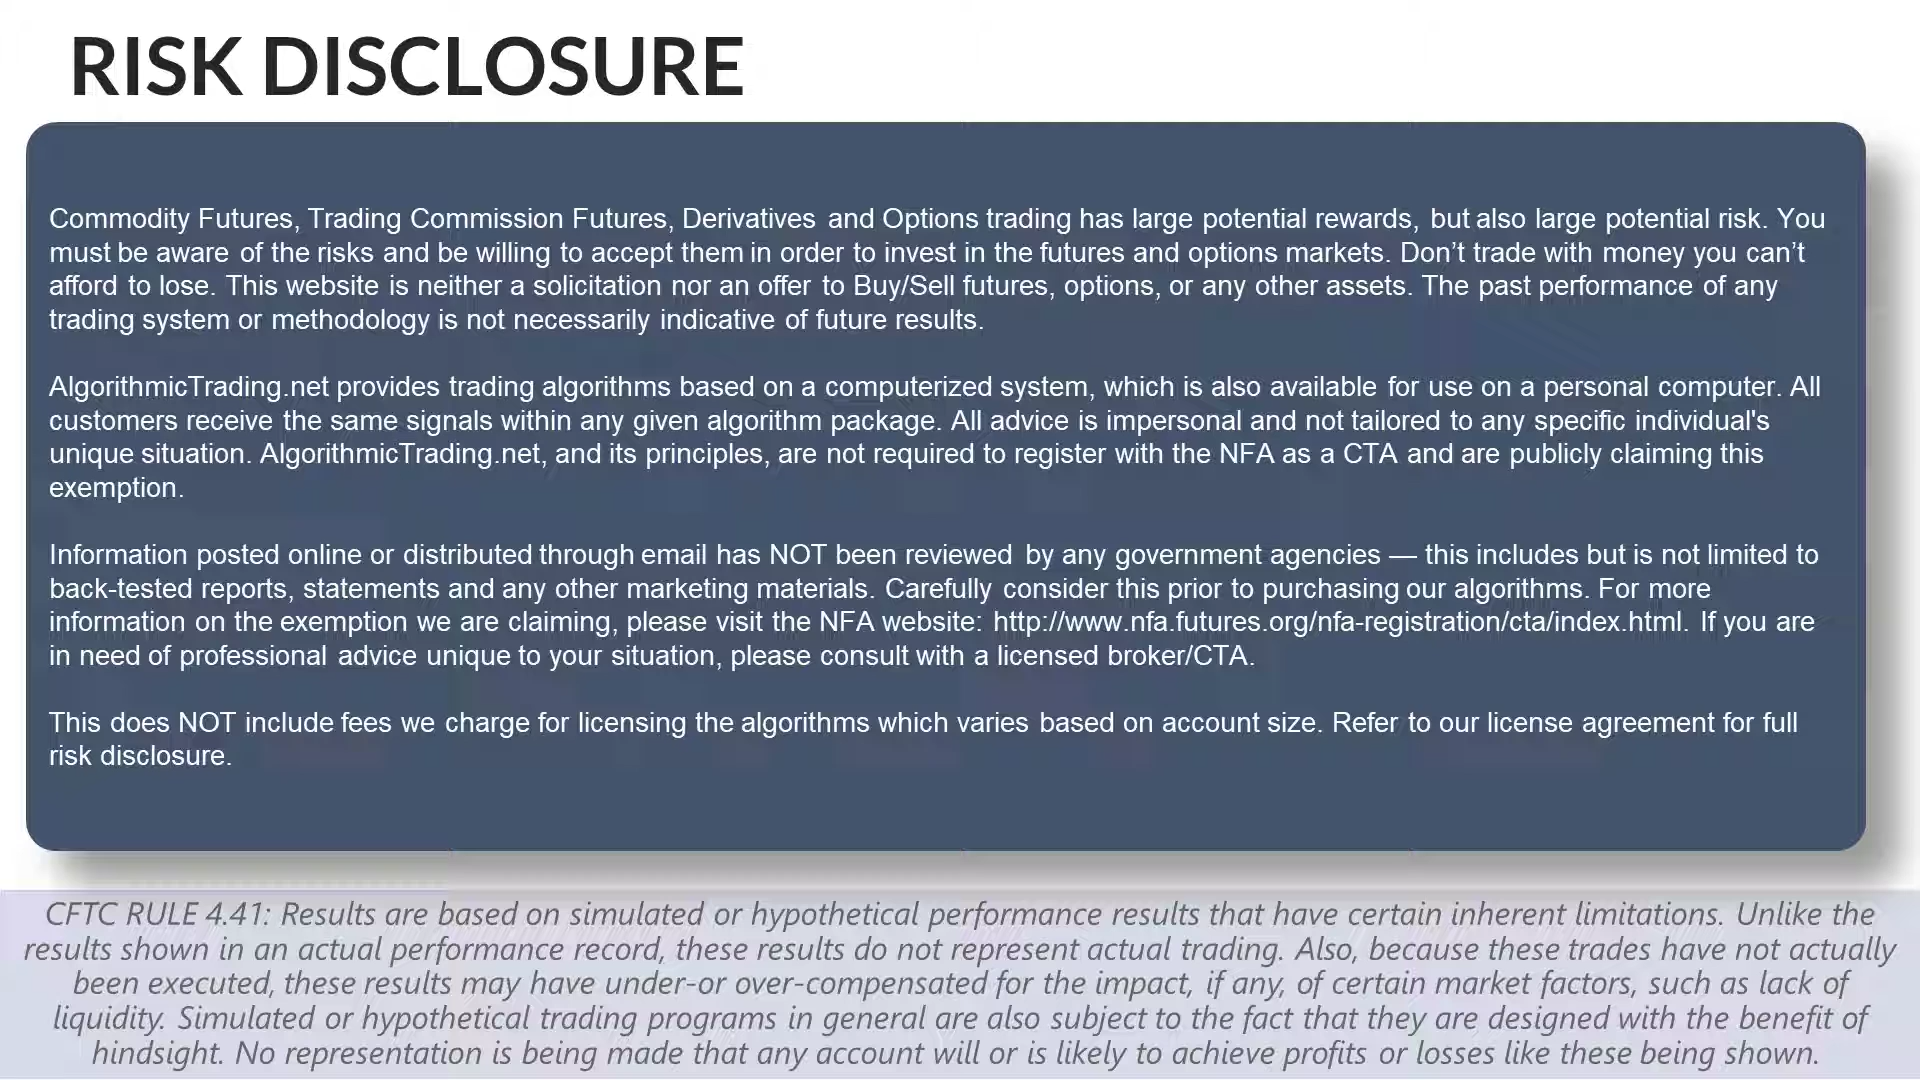 RISK DISCLOSURE
Commodity Futures, Trading Commission Futures, Derivatives and Options trading has large potential rewards, but also large potential risk. You
must be aware of the risks and be willing to accept them in order to invest in the futures and options markets. Don’t trade with money you can’t
afford to lose. This website is neither a solicitation nor an offer to Buy/Sell futures, options, or any other assets. The past performance of any
trading system or methodology is not necessarily indicative of future results.
AlgorithmicTrading.net provides trading algorithms based on a computerized system, which is also available for use on a personal computer. All
customers receive the same signals within any given algorithm package. All advice is impersonal and not tailored to any specific individual's
unique situation. AlgorithmicTrading.net, and its principles, are not required to register with the NFA as a CTA and are publicly claiming this
exemption.
Information posted online or distributed through email has NOT been reviewed by any government agencies — this includes but is not limited to
back-tested reports, statements and any other marketing materials. Carefully consider this prior to purchasing our algorithms. For more
information on the exemption we are claiming, please visit the NFA website: http://www.nfa.futures.org/nfa-registration/cta/index.html. If you are
in need of professional advice unique to your situation, please consult with a licensed broker/CTA.
This does NOT include fees we charge for licensing the algorithms which varies based on account size. Refer to our license agreement for full
risk disclosure.
CFTC RULE 4.41: Results are based on simulated or hypothetical performance results that have certain inherent limitations. Unlike the
results shown in an actual performance record, these results do not represent actual trading. Also, because these trades have not actually
been executed, these results may have under-or over-compensated for the impact, if any, of certain market factors, such as lack of
liquidity. Simulated or hypothetical trading programs in general are also subject to the fact that they are designed with the benefit of
hindsight. No representation is being made that any account will or is likely to achieve profits or losses like these being shown.